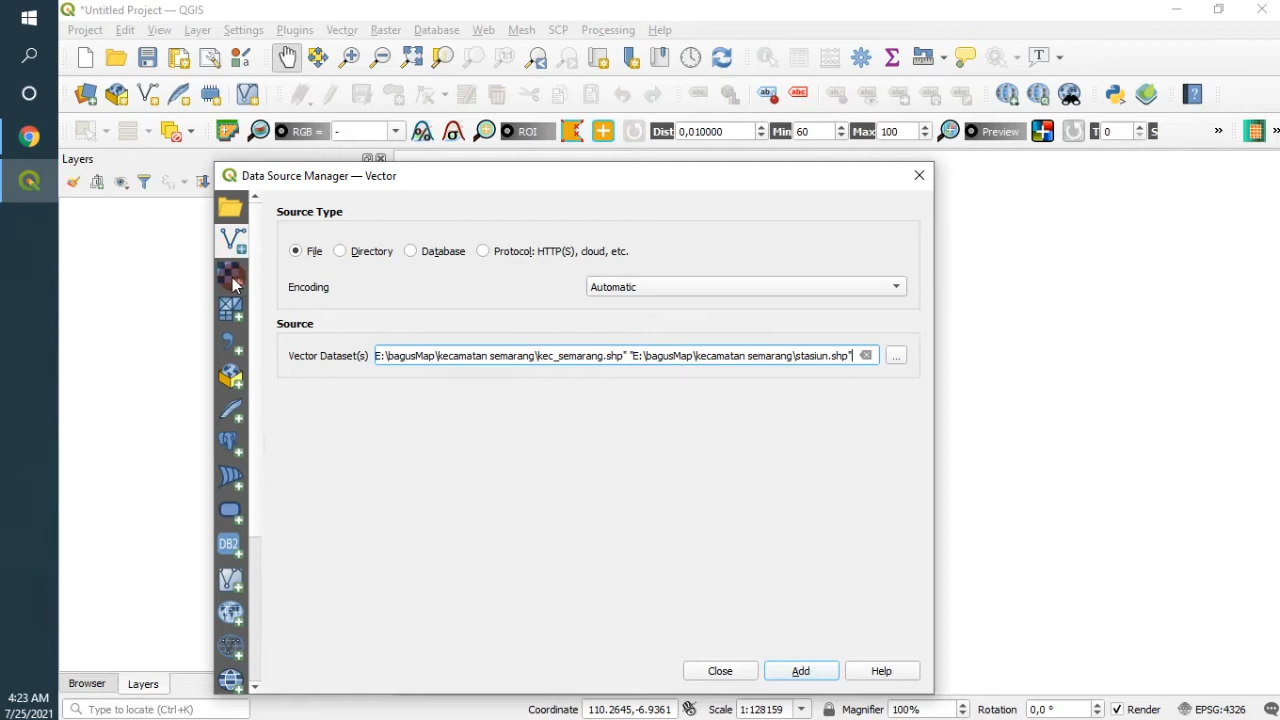 *Untitled Project — QGIS
Project Edit View Layer Settings Plugins Vector Raster Database Web Mesh SCP Processing Help
RGB = - ROI Dist 0,010000 Min 60 Max 100 Preview T 0 S »
Layers
Data Source Manager — Vector
Source Type
File Directory Database Protocol: HTTP(S), cloud, etc.
Encoding Automatic
Source
Vector Dataset(s) E:\bagusMap\kecamatan semarang\kec_semarang.shp" "E:\bagusMap\kecamatan semarang\stasiun.shp" ...
DB2
Close Add Help
Browser Layers
4:23 AM
7/25/2021
Type to locate (Ctrl+K) Coordinate 110.2645,-6.9361 Scale 1:128159 Magnifier 100% Rotation 0,0 ° Render EPSG:4326